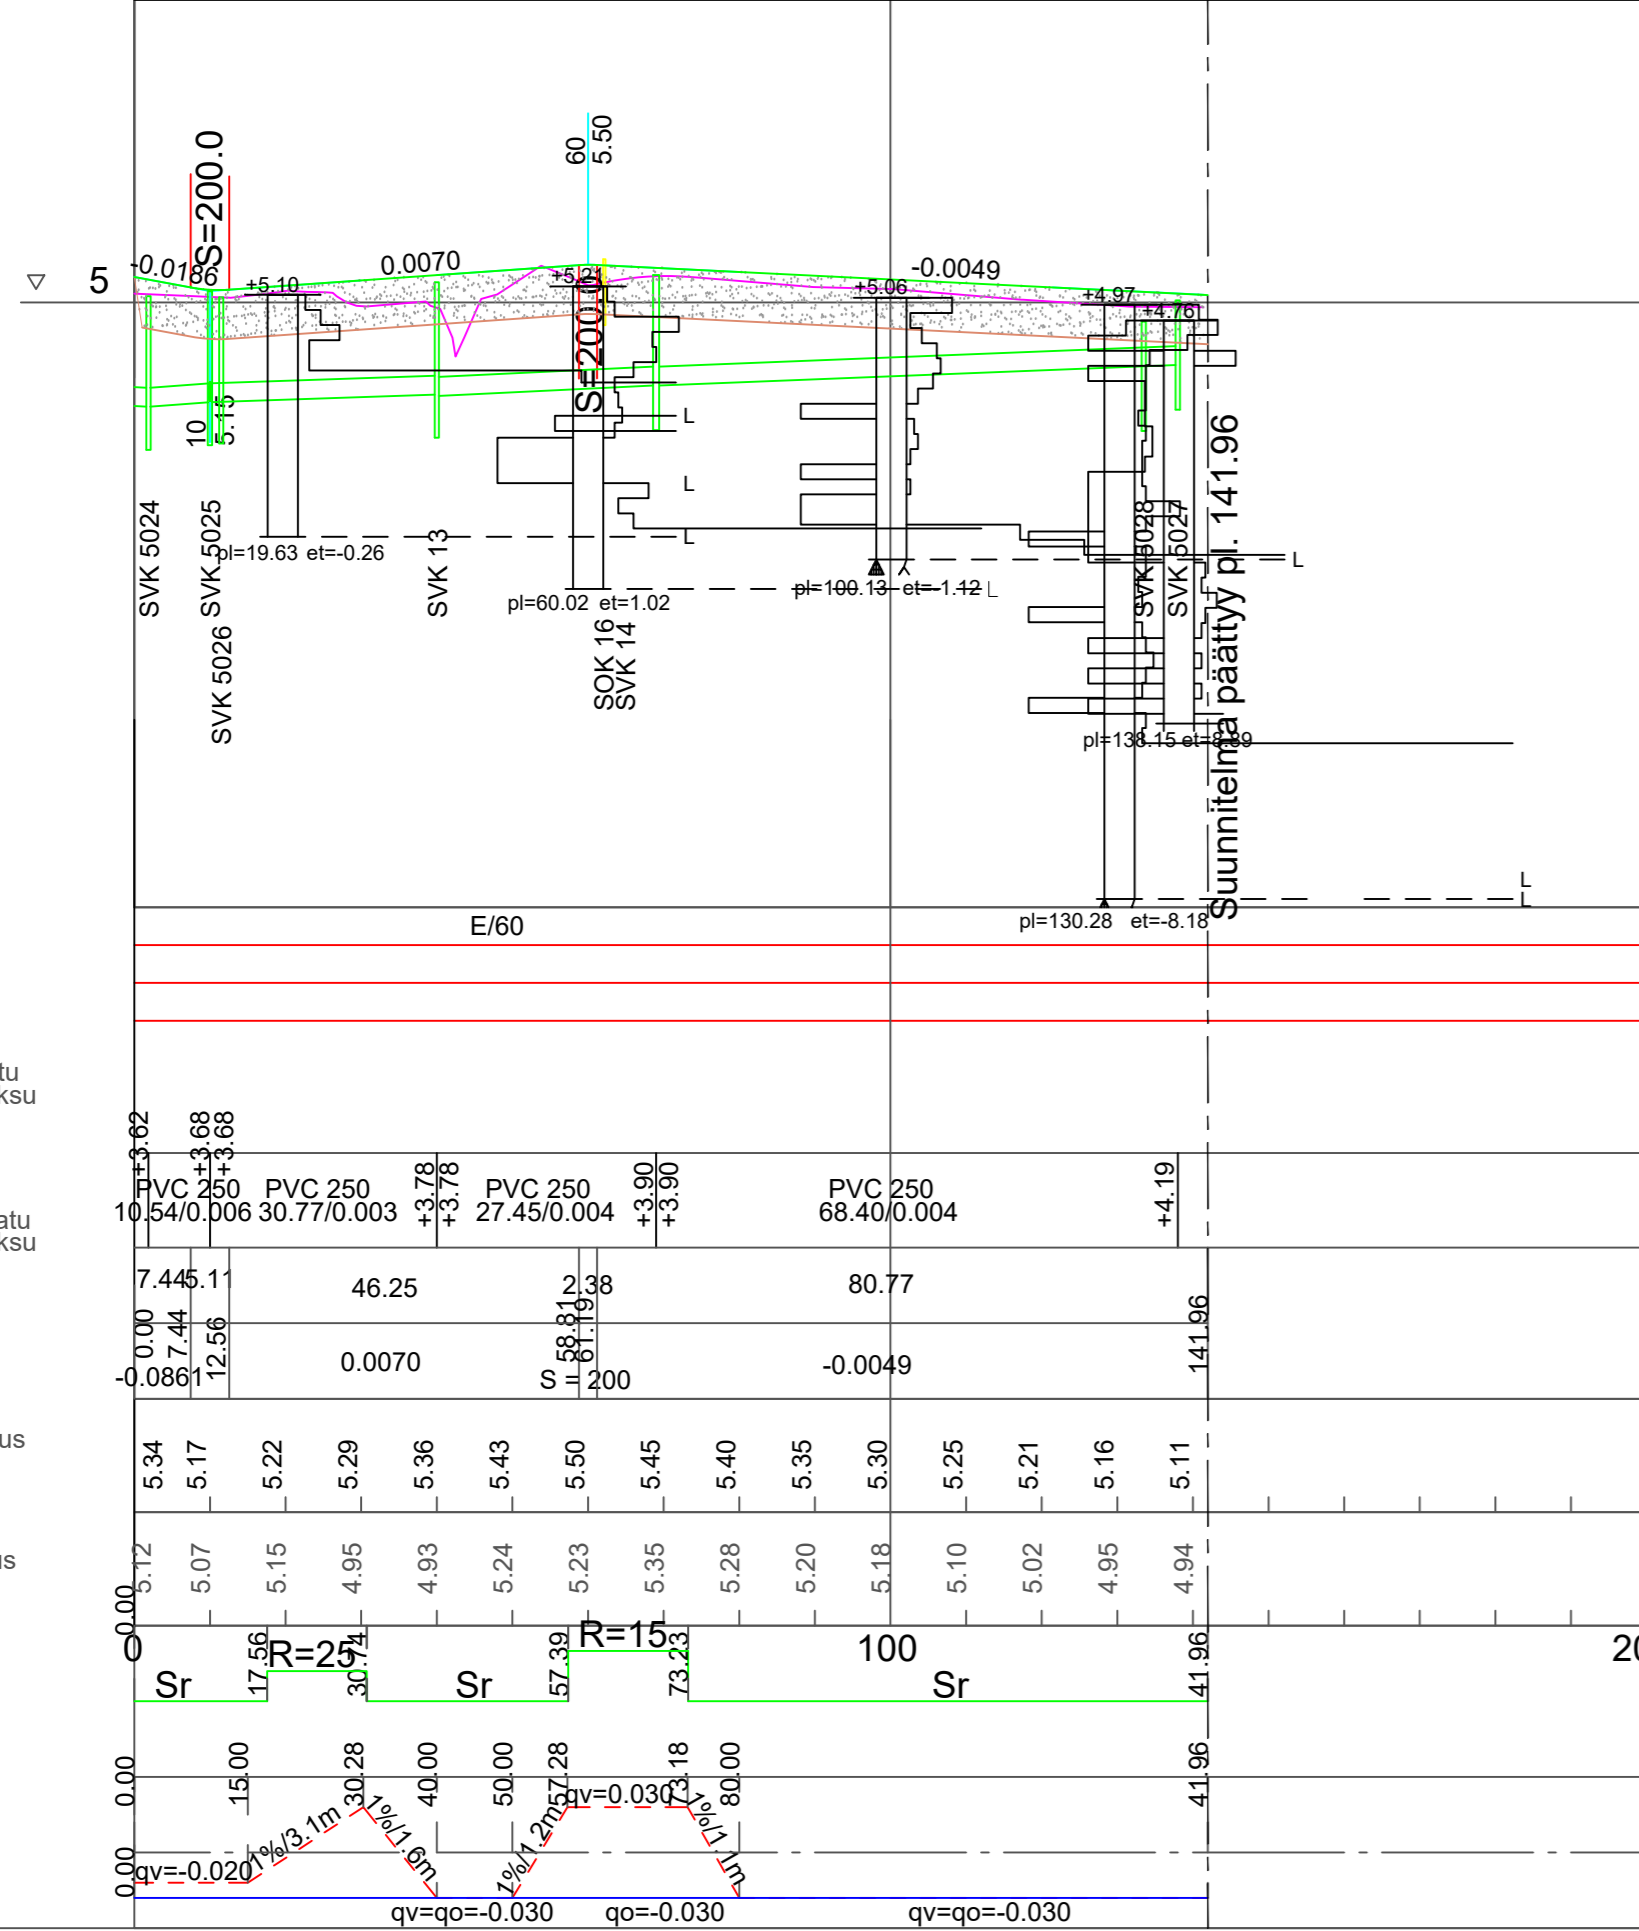 60
5.50
S=200.0
5
-0.0186
0.0070
-0.0049
+5.10
+5.21
+5.06
+4.97
+4.76
S=200.0
10
5.15
L
L
L
L
L
SVK 5024
SVK 5025
SVK 5026
SVK 13
SOK 16
SVK 14
SVK 5028
SVK 5027
pl=19.63 et=-0.26
pl=60.02 et=1.02
pl=100.13 et=-1.12
pl=138.15 et=8.89
Suunnitelma päättyy pl. 141.96
L
L
pl=130.28 et=-8.18
E/60
tu
ksu
+3.62
+3.68
+3.68
+3.78
+3.78
+3.90
+3.90
+4.19
PVC 250
PVC 250
PVC 250
PVC 250
10.54/0.006
30.77/0.003
27.45/0.004
68.40/0.004
atu
ksu
7.44
5.11
46.25
2.38
80.77
0.00
7.44
12.56
58.81
61.19
141.96
-0.0861
0.0070
S = 200
-0.0049
us
5.34
5.17
5.22
5.29
5.36
5.43
5.50
5.45
5.40
5.35
5.30
5.25
5.21
5.16
5.11
us
5.12
5.07
5.15
4.95
4.93
5.24
5.23
5.35
5.28
5.20
5.18
5.10
5.02
4.95
4.94
0.00
0
100
20
17.56
30.74
57.39
73.23
41.96
R=25
R=15
Sr
Sr
Sr
0.00
15.00
30.28
40.00
50.00
57.28
73.18
80.00
41.96
qv=0.030
0.00
qv=-0.020
1%/3.1m
1%/1.6m
1%/1.2m
1%/1.1m
qv=qo=-0.030
qo=-0.030
qv=qo=-0.030